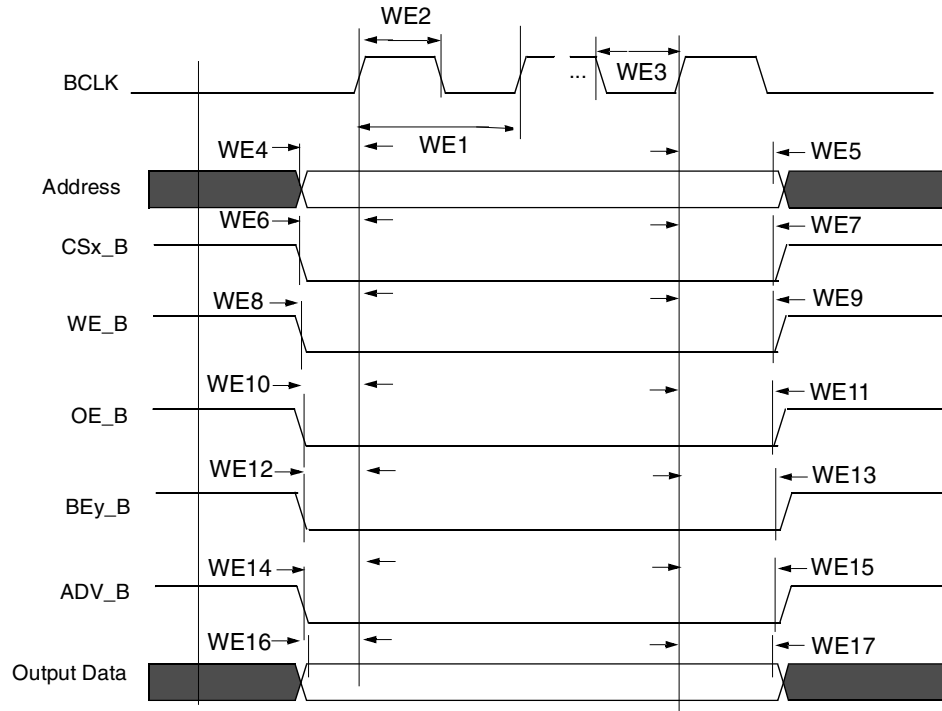 WE2
BCLK
...
WE3
WE4
WE1
WE5
Address
WE6
WE7
CSx_B
WE8
WE9
WE_B
WE10
WE11
OE_B
WE12
WE13
BEy_B
WE14
WE15
ADV_B
WE16
WE17
Output Data